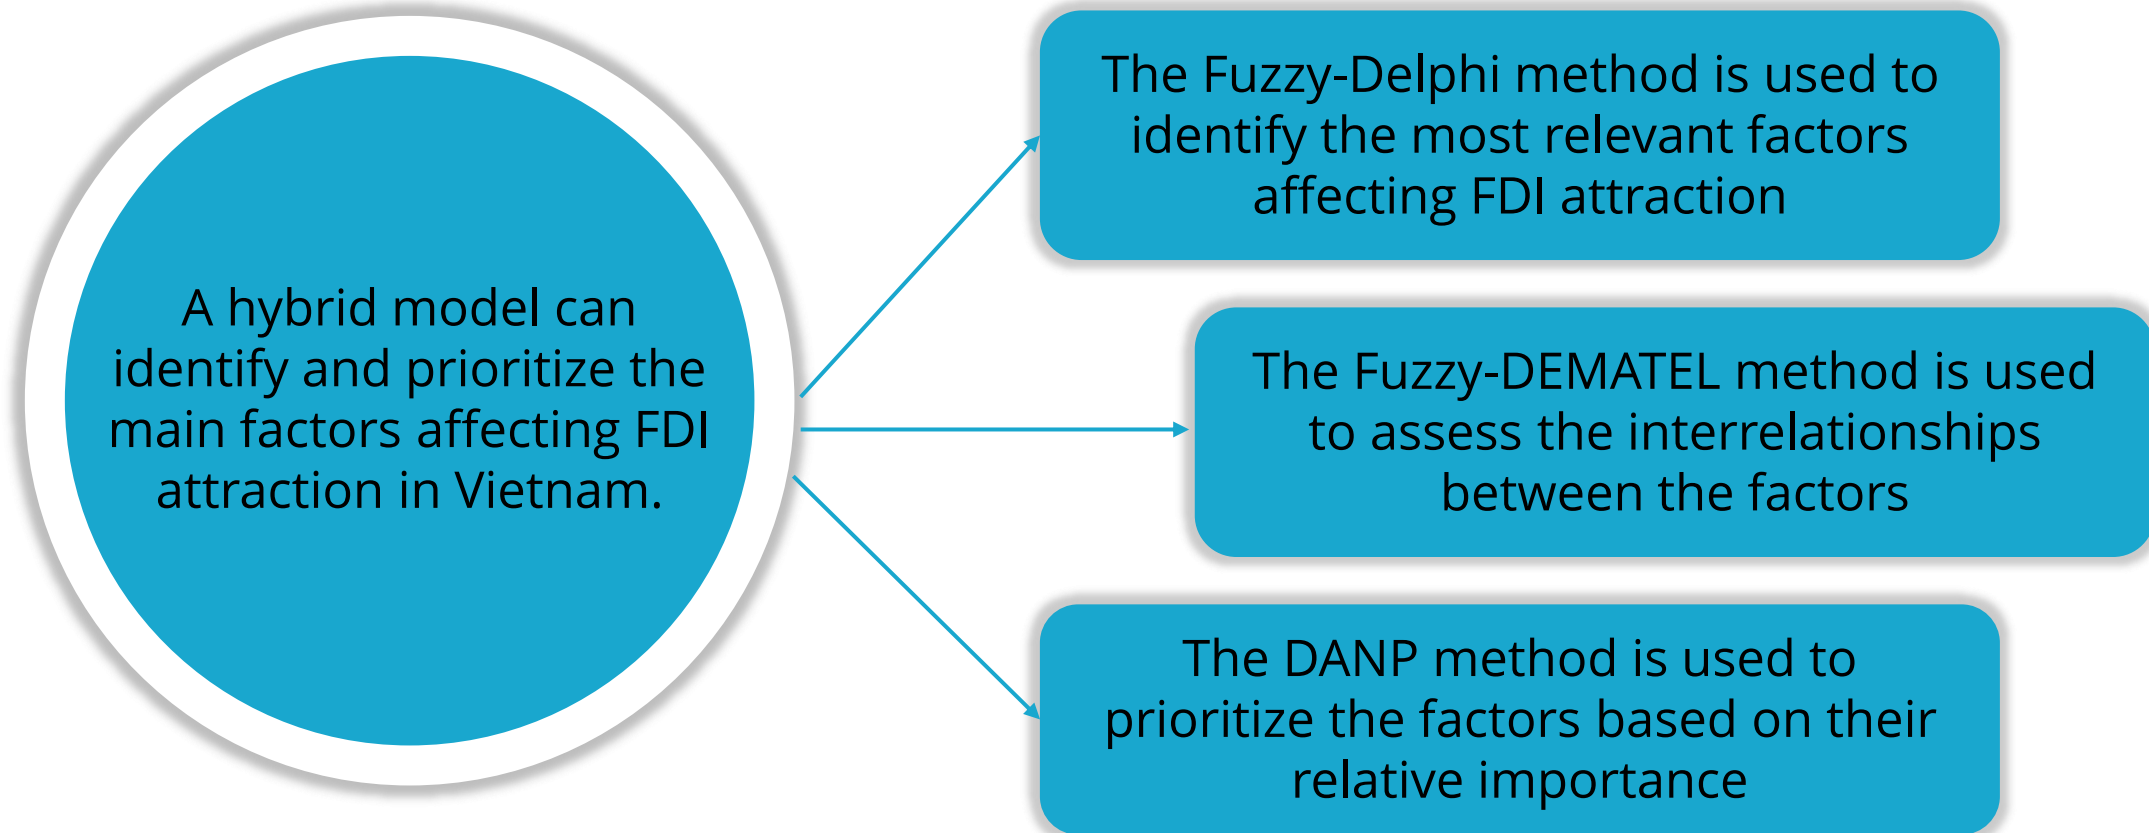 A hybrid model can
identify and prioritize the
main factors affecting FDI
attraction in Vietnam.
The Fuzzy-Delphi method is used to
identify the most relevant factors
affecting FDI attraction
The Fuzzy-DEMATEL method is used
to assess the interrelationships
between the factors
The DANP method is used to
prioritize the factors based on their
relative importance